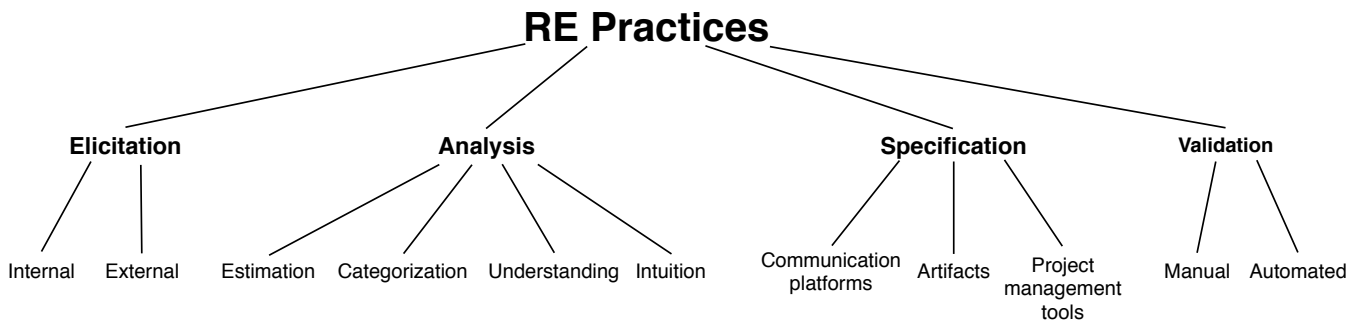 RE Practices
Elicitation
Analysis
Specification
Validation
Internal
External
Estimation
Categorization
Understanding
Intuition
Communication
platforms
Artifacts
Project
management
tools
Manual
Automated